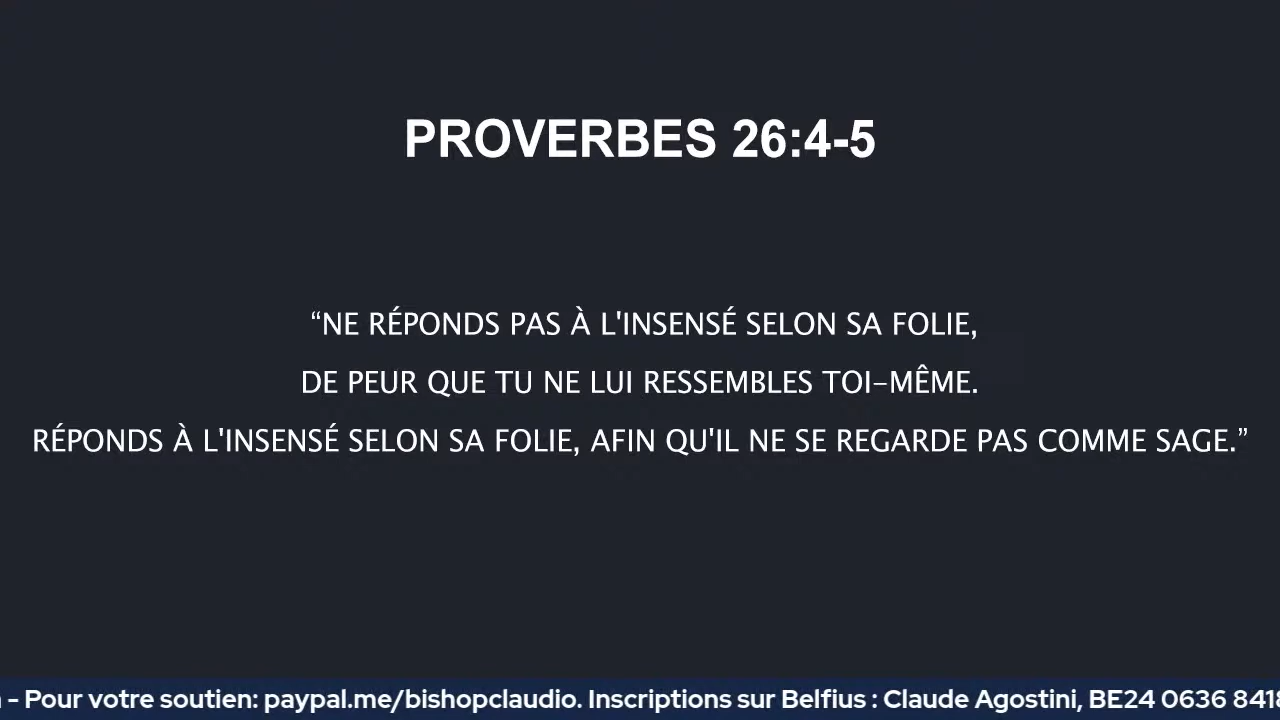 PROVERBES 26:4-5
“NE RÉPONDS PAS À L'INSENSÉ SELON SA FOLIE,
DE PEUR QUE TU NE LUI RESSEMBLES TOI-MÊME.
RÉPONDS À L'INSENSÉ SELON SA FOLIE, AFIN QU'IL NE SE REGARDE PAS COMME SAGE.”
- Pour votre soutien: paypal.me/bishopclaudio. Inscriptions sur Belfius : Claude Agostini, BE24 0636 841